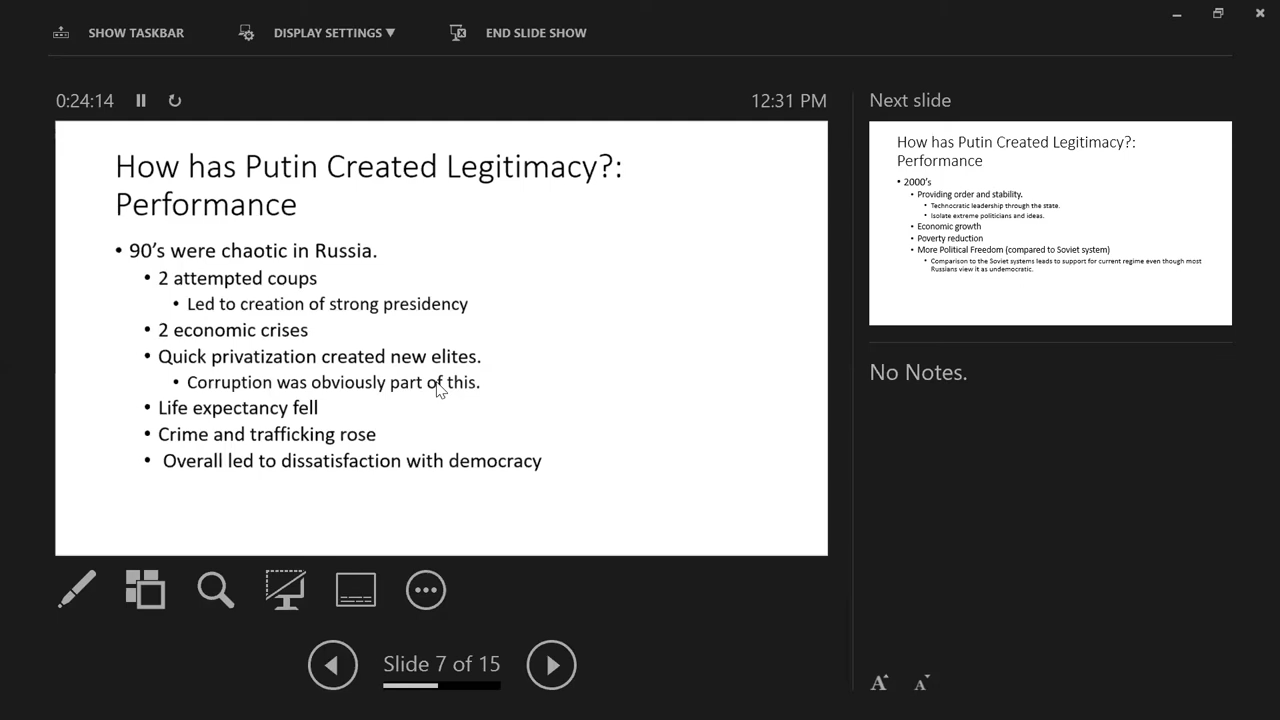 SHOW TASKBAR
DISPLAY SETTINGS ▼
END SLIDE SHOW
0:24:14
12:31 PM
How has Putin Created Legitimacy?:
Performance
• 90's were chaotic in Russia.
• 2 attempted coups
• Led to creation of strong presidency
• 2 economic crises
• Quick privatization created new elites.
• Corruption was obviously part of this.
• Life expectancy fell
• Crime and trafficking rose
• Overall led to dissatisfaction with democracy
Slide 7 of 15
Next slide
How has Putin Created Legitimacy?:
Performance
• 2000's
• Providing order and stability.
• Technocratic leadership through the state.
• Isolate extreme politicians and ideas.
• Economic growth
• Poverty reduction
• More Political Freedom (compared to Soviet system)
• Comparison to the Soviet systems leads to support for current regime even though most
Russians view it as undemocratic.
No Notes.
A A